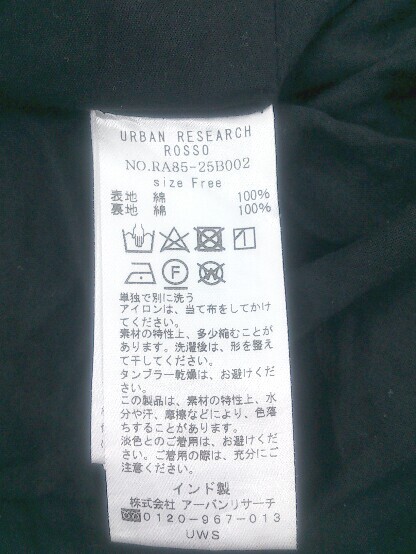 URBAN RESEARCH
ROSSO
NO.RA85-25B002
size Free
表地 綿 100%
裏地 綿 100%
F
W
単独で別に洗う
アイロンは、当て布をしてかけ
てください。
素材の特性上、多少縮むことが
あります。洗濯後は、形を整え
て干してください。
タンブラー乾燥は、お避けくだ
さい。
この製品は、素材の特性上、水
分や汗、摩擦などにより、色落
ちすることがあります。
淡色とのご着用は、お避けくだ
さい。ご着用の際は、充分にご
注意ください。
インド製
株式会社 アーバンリサーチ
0120-967-013
UWS